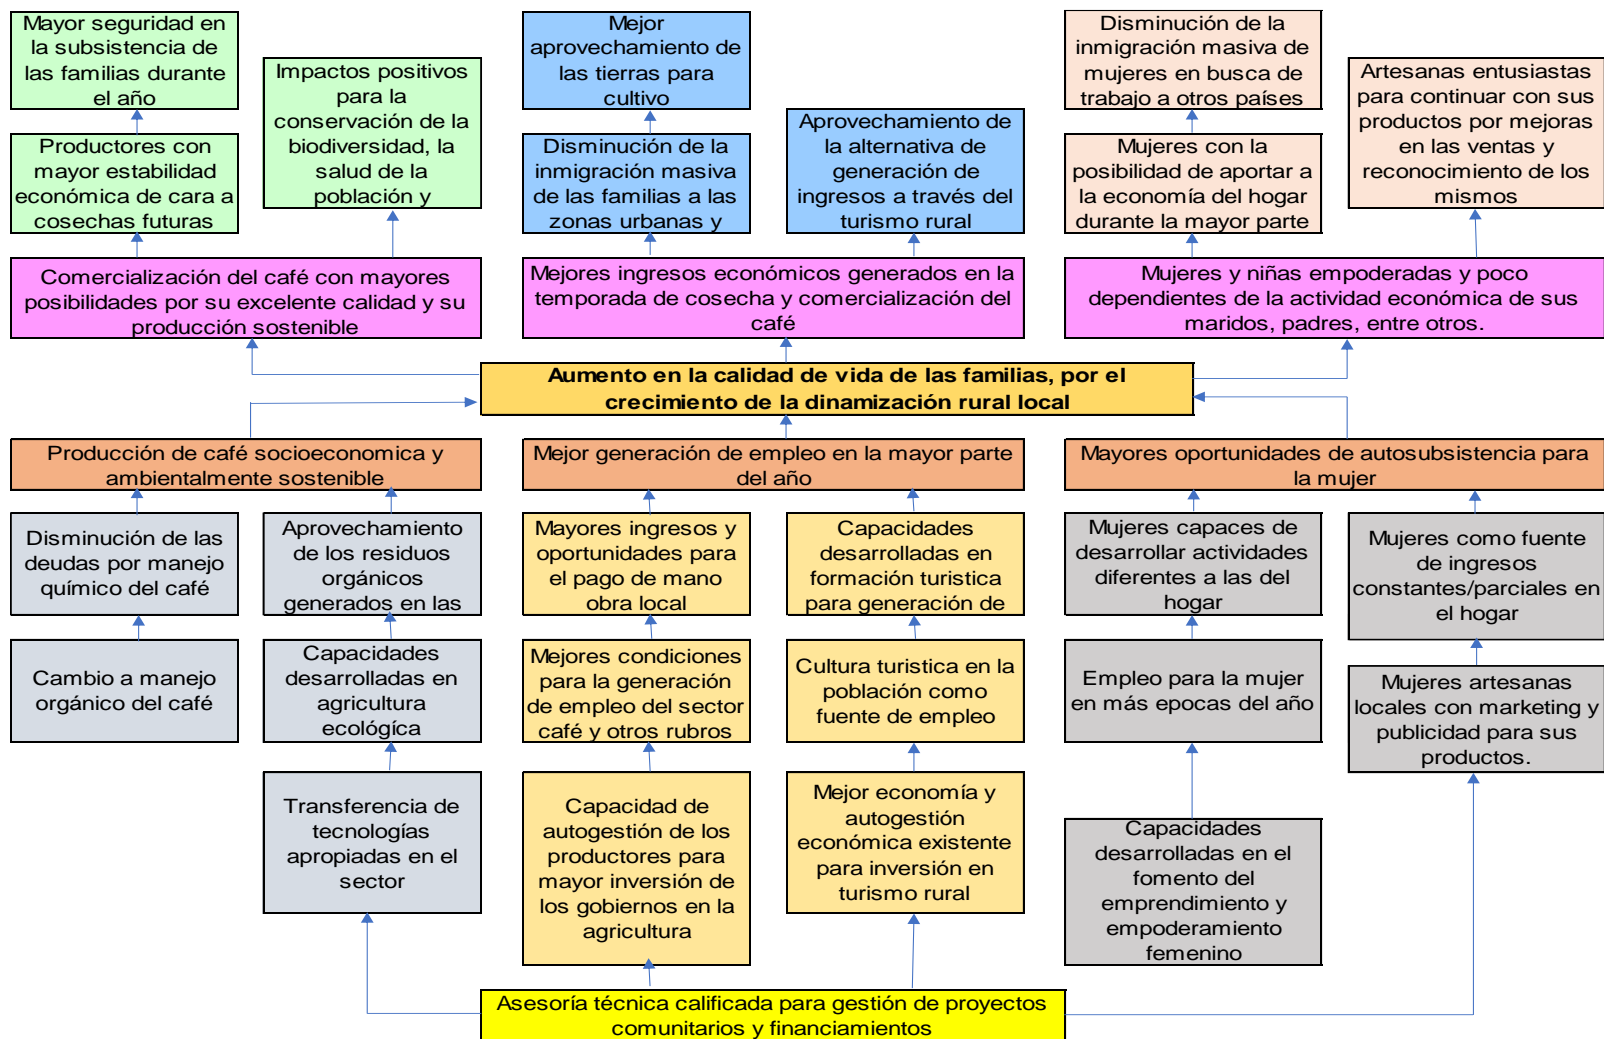 Mayor seguridad en
la subsistencia de
las familias durante
el año
Impactos positivos
para la
conservación de la
biodiversidad, la
salud de la
población y
Productores con
mayor estabilidad
económica de cara a
cosechas futuras
Mejor
aprovechamiento de
las tierras para
cultivo
Disminución de la
inmigración masiva
de las familias a las
zonas urbanas y
Aprovechamiento de
la alternativa de
generación de
ingresos a través del
turismo rural
Disminución de la
inmigración masiva de
mujeres en busca de
trabajo a otros países
Mujeres con la
posibilidad de aportar a
la economía del hogar
durante la mayor parte
Artesanas entusiastas
para continuar con sus
productos por mejoras
en las ventas y
reconocimiento de los
mismos
Comercialización del café con mayores
posibilidades por su excelente calidad y su
producción sostenible
Mejores ingresos económicos generados en la
temporada de cosecha y comercialización del
café
Mujeres y niñas empoderadas y poco
dependientes de la actividad económica de sus
maridos, padres, entre otros.
Aumento en la calidad de vida de las familias, por el
crecimiento de la dinamización rural local
Producción de café socioeconomica y
ambientalmente sostenible
Mejor generación de empleo en la mayor parte
del año
Mayores oportunidades de autosubsistencia para
la mujer
Disminución de las
deudas por manejo
químico del café
Aprovechamiento
de los residuos
orgánicos
generados en las
Mayores ingresos y
oportunidades para
el pago de mano
obra local
Capacidades
desarrolladas en
formación turistica
para generación de
Mujeres capaces de
desarrollar actividades
diferentes a las del
hogar
Mujeres como fuente
de ingresos
constantes/parciales en
el hogar
Cambio a manejo
orgánico del café
Capacidades
desarrolladas en
agricultura
ecológíca
Mejores condiciones
para la generación
de empleo del sector
café y otros rubros
Cultura turistica en la
población como
fuente de empleo
Empleo para la mujer
en más epocas del año
Mujeres artesanas
locales con marketing y
publicidad para sus
productos.
Transferencia de
tecnologías
apropiadas en el
sector
Capacidad de
autogestión de los
productores para
mayor inversión de
los gobiernos en la
agricultura
Mejor economía y
autogestión
económica existente
para inversión en
turismo rural
Capacidades
desarrolladas en el
fomento del
emprendimiento y
empoderamiento
femenino
Asesoría técnica calificada para gestión de proyectos
comunitarios y financiamientos